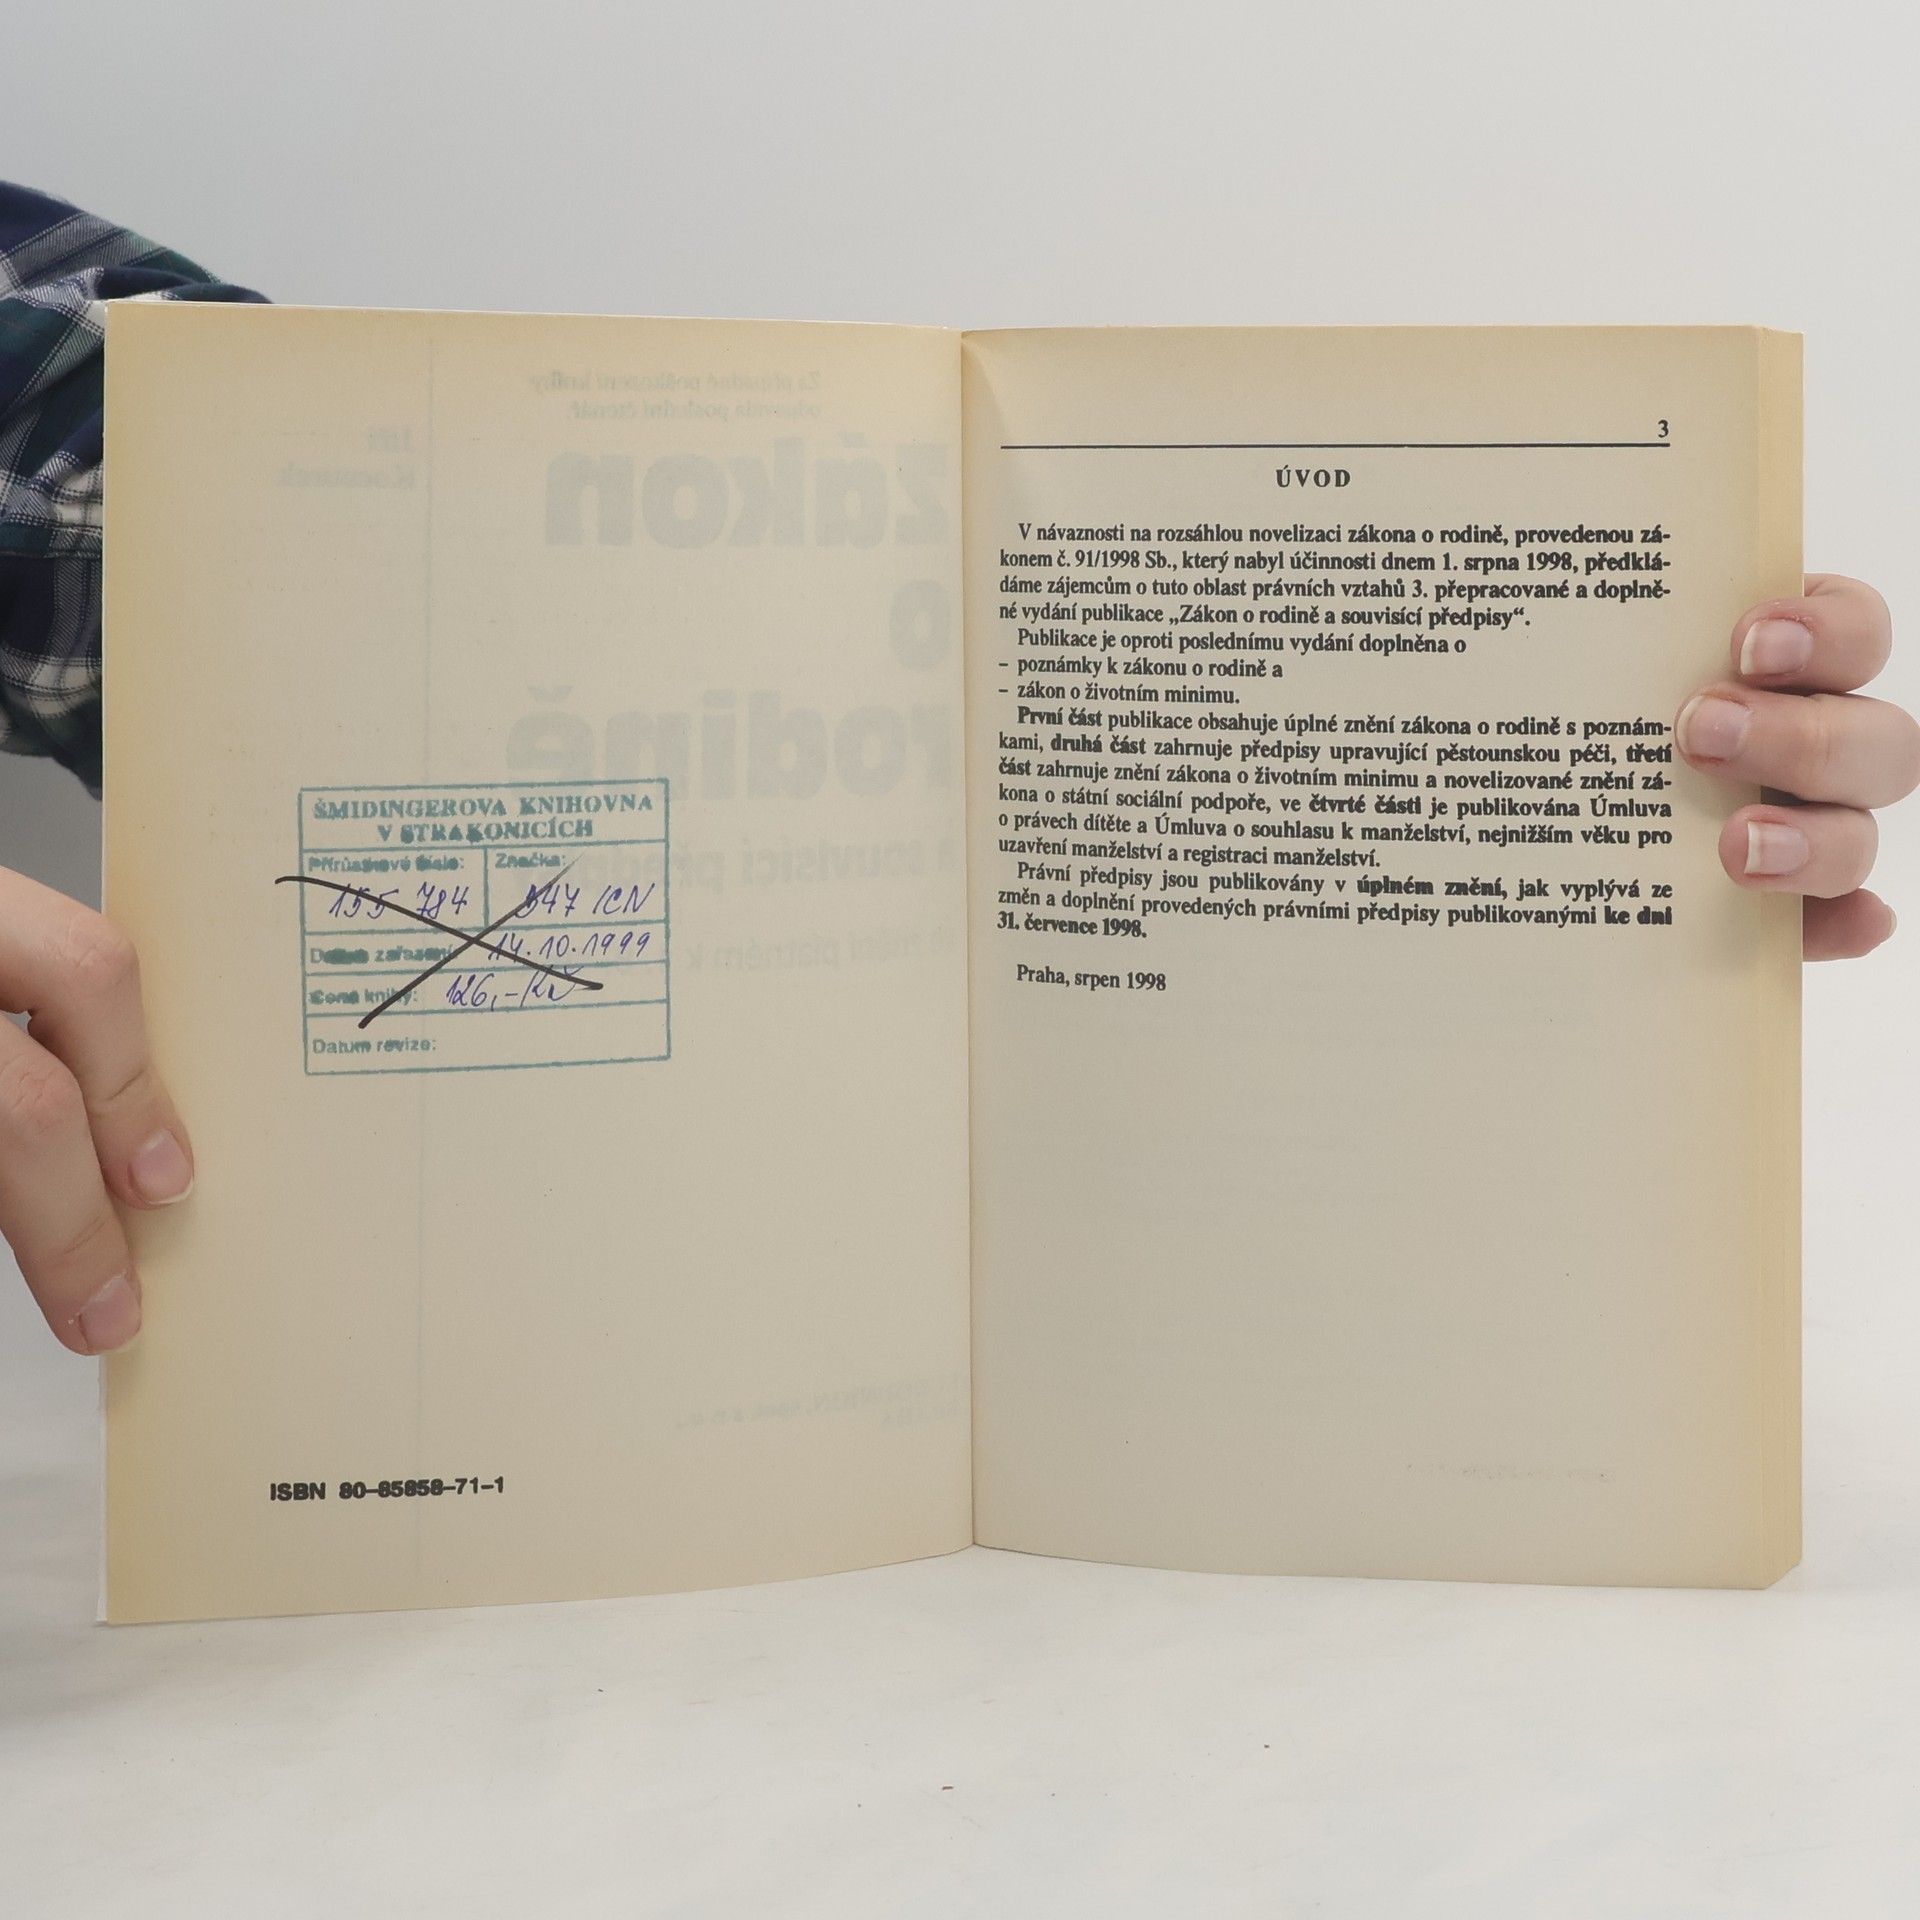 ŠMIDINGEROVA KNIHOVNA
V STRAKONICÍCH
Přírůstkové číslo:
Značka:
155 784
347 ICN
Datum zařazení:
14.10.1999
Cena knihy:
126,- Kč
Datum revize:
ISBN 80–85858–71–1
3
ÚVOD
V návaznosti na rozsáhlou novelizaci zákona o rodině, provedenou zá-
konem č. 91/1998 Sb., který nabyl účinnosti dnem 1. srpna 1998, předklá-
dáme zájemcům o tuto oblast právních vztahů 3. přepracované a doplně-
né vydání publikace „Zákon o rodině a souvisící předpisy“.
Publikace je oproti poslednímu vydání doplněna o
– poznámky k zákonu o rodině a
– zákon o životním minimu.
První část publikace obsahuje úplné znění zákona o rodině s poznám-
kami, druhá část zahrnuje předpisy upravující pěstounskou péči, třetí
část zahrnuje znění zákona o životním minimu a novelizované znění zá-
kona o státní sociální podpoře, ve čtvrté části je publikována Úmluva
o právech dítěte a Úmluva o souhlasu k manželství, nejnižším věku pro
uzavření manželství a registraci manželství.
Právní předpisy jsou publikovány v úplném znění, jak vyplývá ze
změn a doplnění provedených právními předpisy publikovanými ke dni
31. července 1998.
Praha, srpen 1998